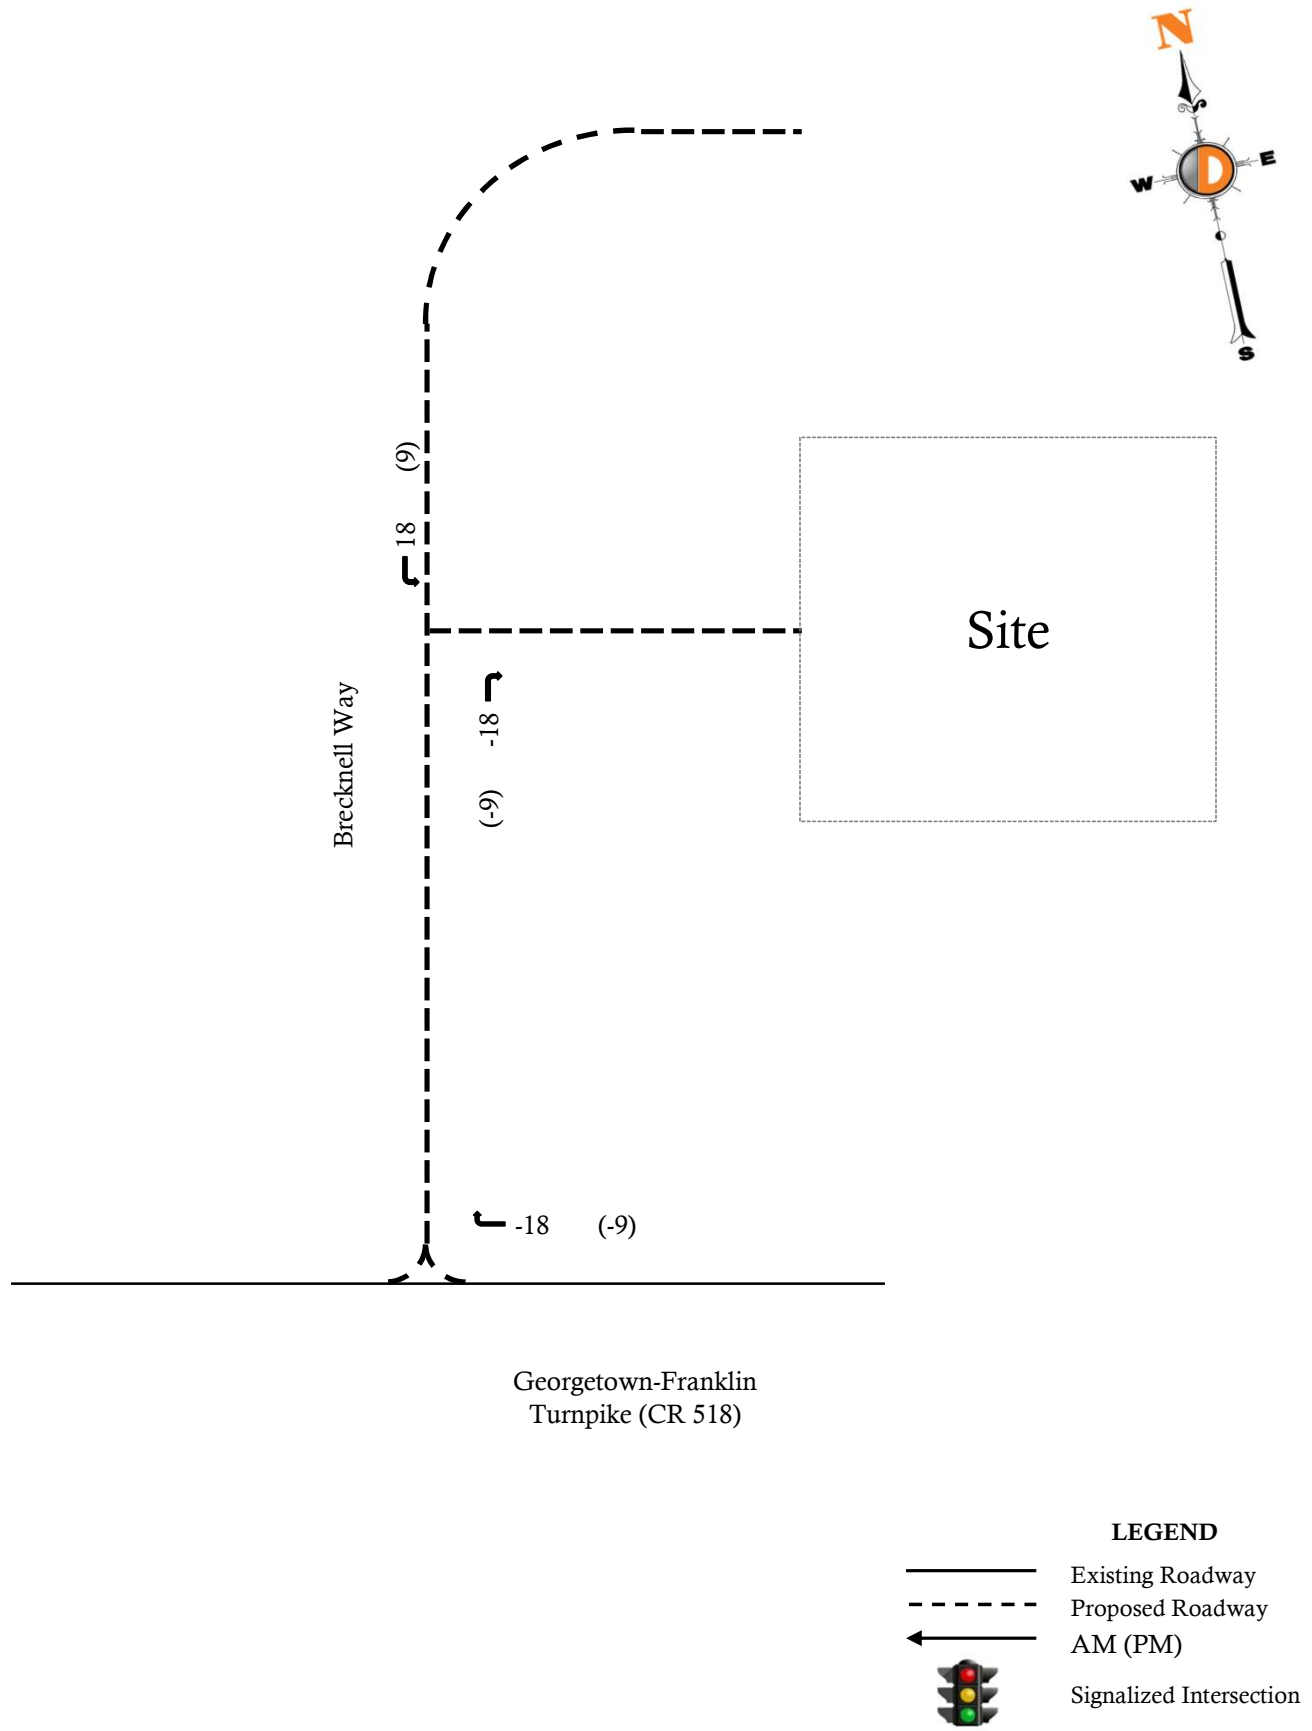 N
D
W
E
S
(9)
18
Site
-18
(-9)
Brecknell Way
-18 (-9)
Georgetown-Franklin
Turnpike (CR 518)
LEGEND
Existing Roadway
Proposed Roadway
AM (PM)
Signalized Intersection